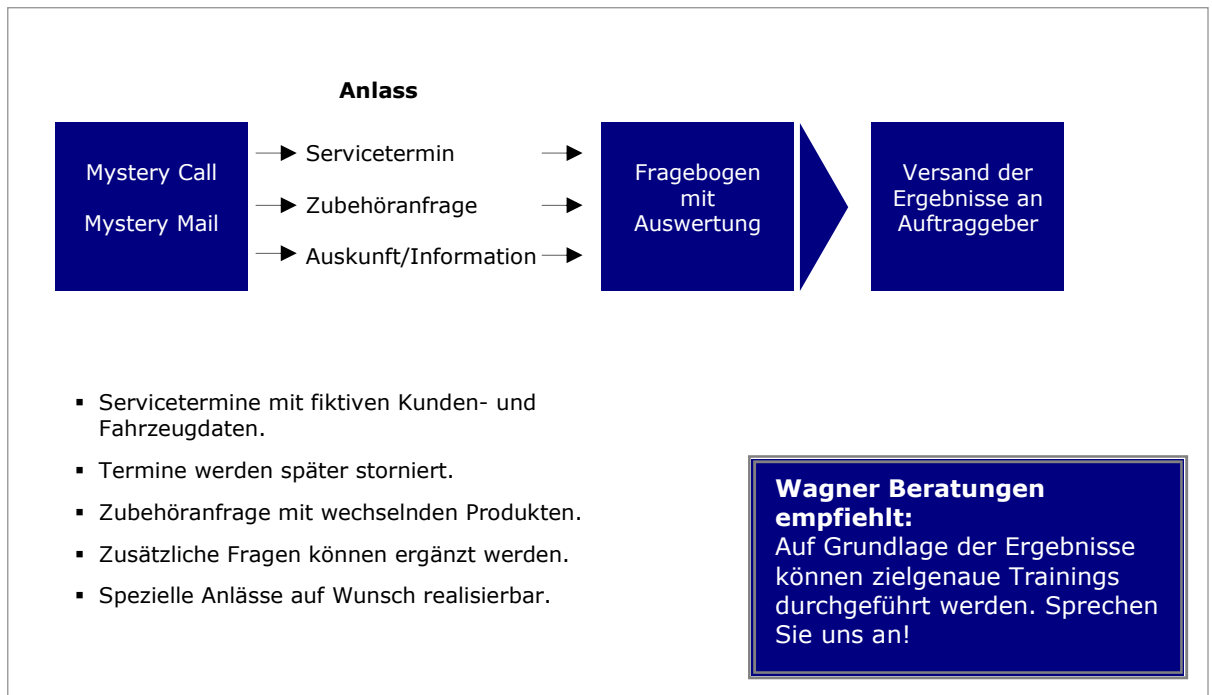 Anlass
Mystery Call
Mystery Mail
Servicetermin
Zubehöranfrage
Auskunft/Information
Fragebogen
mit
Auswertung
Versand der
Ergebnisse an
Auftraggeber
▪ Servicetermine mit fiktiven Kunden- und
Fahrzeugdaten.
▪ Termine werden später storniert.
▪ Zubehöranfrage mit wechselnden Produkten.
▪ Zusätzliche Fragen können ergänzt werden.
▪ Spezielle Anlässe auf Wunsch realisierbar.
Wagner Beratungen
empfiehlt:
Auf Grundlage der Ergebnisse
können zielgenaue Trainings
durchgeführt werden. Sprechen
Sie uns an!